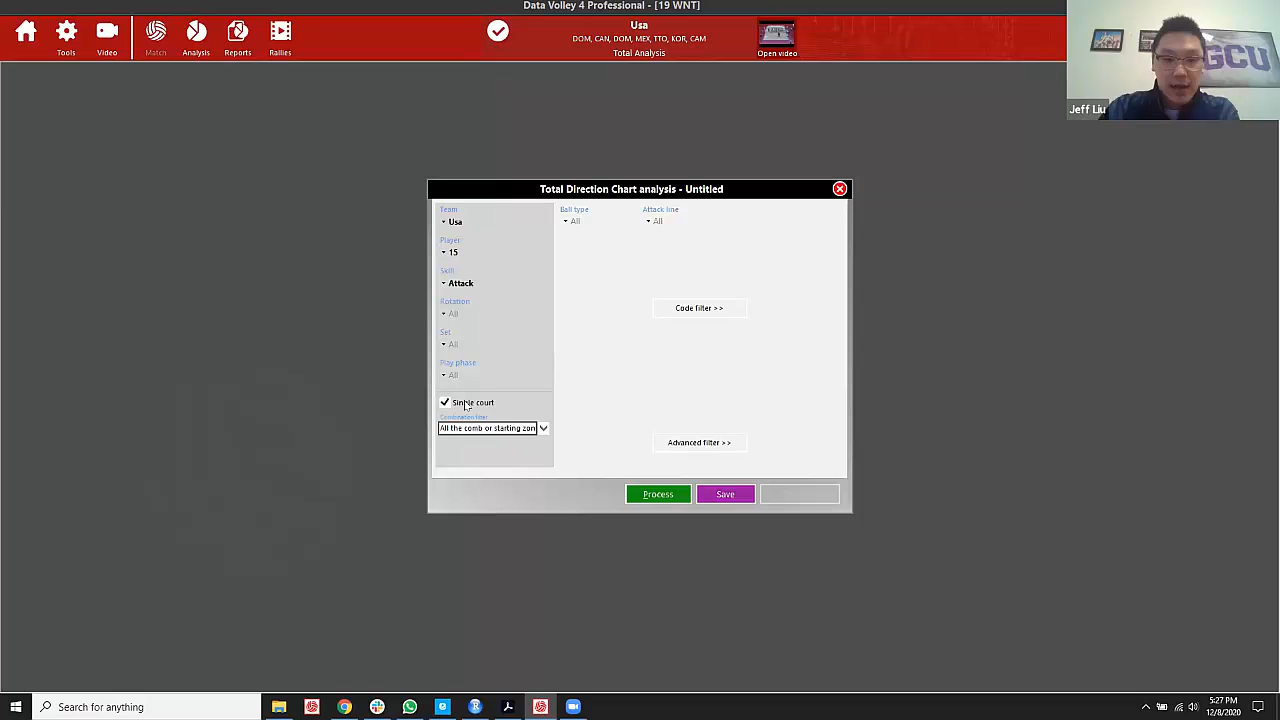 Data Volley 4 Professional - [19 WNT]
Tools
Video
Match
Analysis
Reports
Rallies
Usa
DOM, CAN, DOM, MEX, TTO, KOR, CAM
Total Analysis
Open video
GCU
Jeff Liu
Total Direction Chart analysis - Untitled
Team
Usa
Player
15
Skill
Attack
Rotation
All
Set
All
Play phase
All
Single court
Combination filter
All the comb or starting zon
Ball type
All
Attack line
All
Code filter >>
Advanced filter >>
Process
Save
Search for anything
5:27 PM
12/8/2020